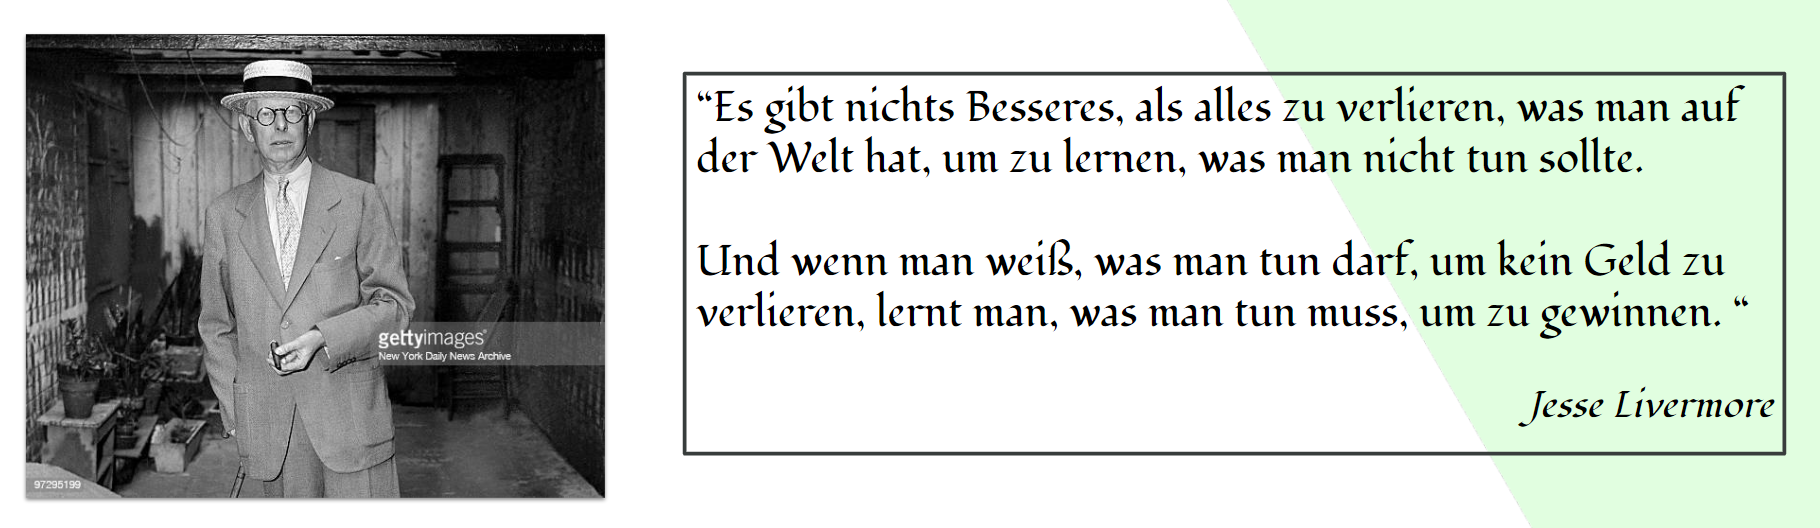 gettyimages®
New York Daily News Archive
97295199
“Es gibt nichts Besseres, als alles zu verlieren, was man auf
der Welt hat, um zu lernen, was man nicht tun sollte.
Und wenn man weiß, was man tun darf, um kein Geld zu
verlieren, lernt man, was man tun muss, um zu gewinnen. “
Jesse Livermore